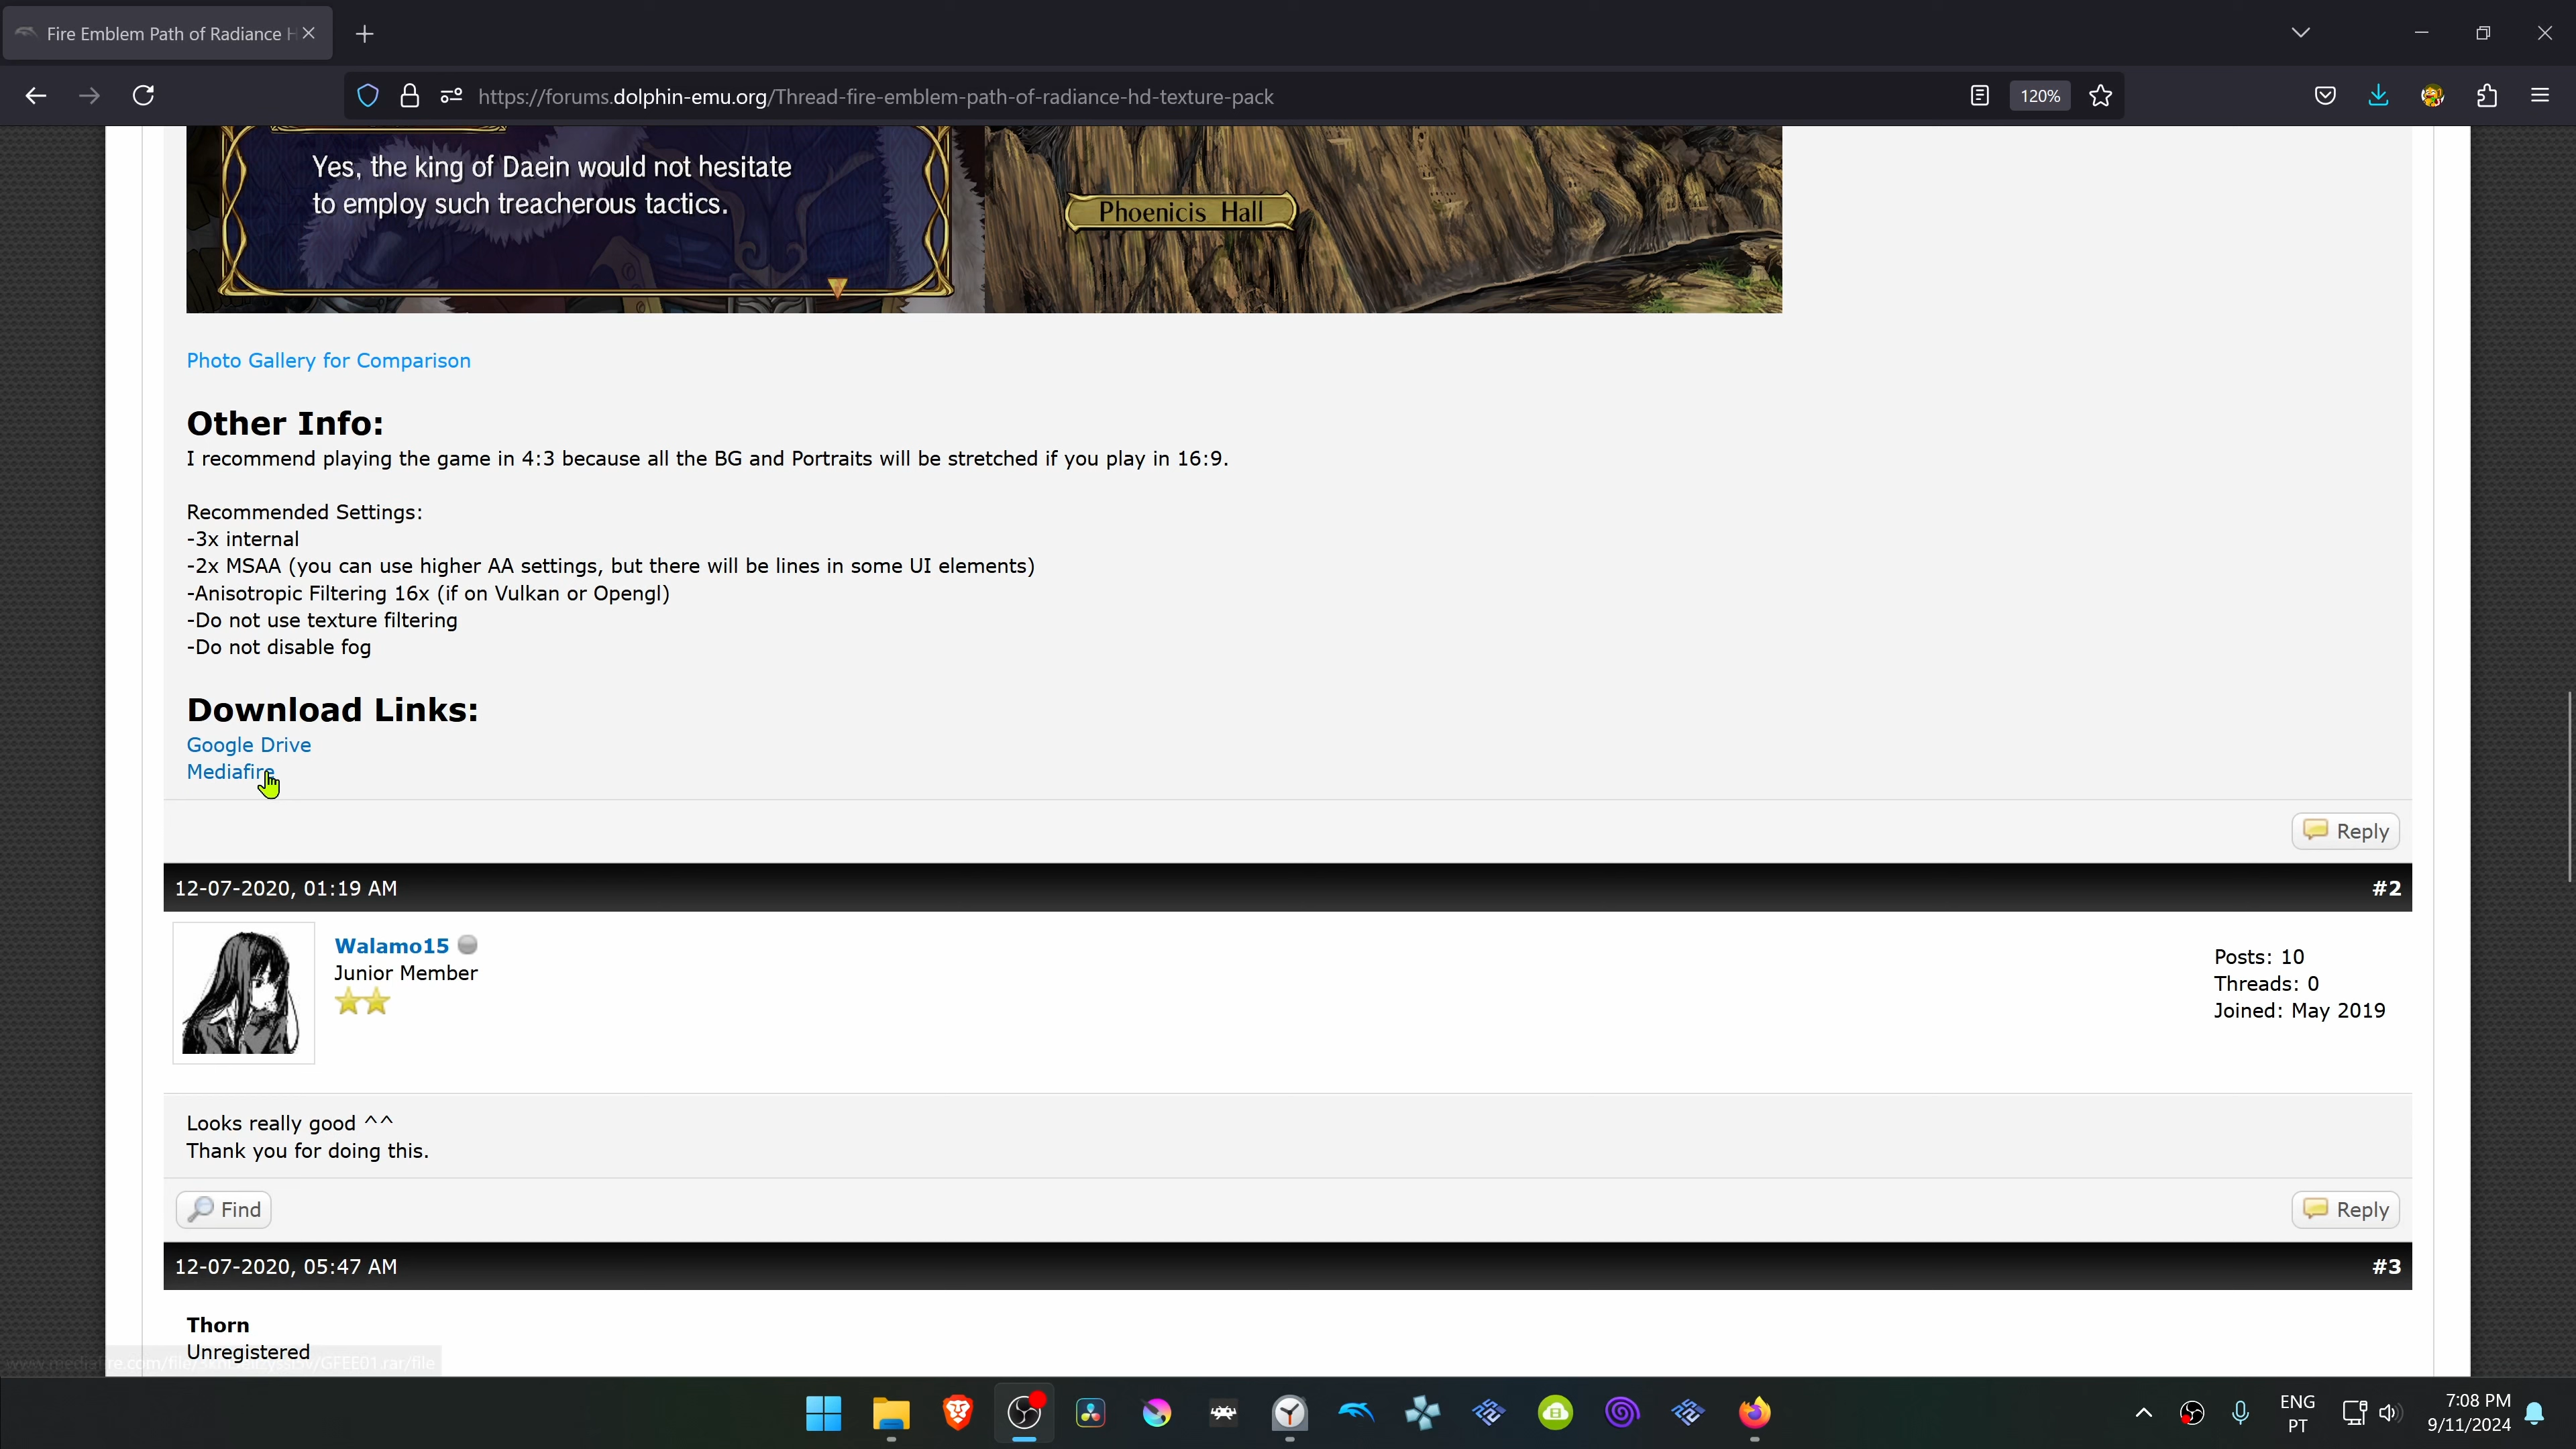 Fire Emblem Path of Radiance H
https://forums.dolphin-emu.org/Thread-fire-emblem-path-of-radiance-hd-texture-pack
120%
Yes, the king of Daein would not hesitate
to employ such treacherous tactics.
Phoenicis Hall
Photo Gallery for Comparison
Other Info:
I recommend playing the game in 4:3 because all the BG and Portraits will be stretched if you play in 16:9.
Recommended Settings:
-3x internal
-2x MSAA (you can use higher AA settings, but there will be lines in some UI elements)
-Anisotropic Filtering 16x (if on Vulkan or Opengl)
-Do not use texture filtering
-Do not disable fog
Download Links:
Google Drive
Mediafire
Reply
12-07-2020, 01:19 AM
#2
Walamo15
Junior Member
Posts: 10
Threads: 0
Joined: May 2019
Looks really good ^^
Thank you for doing this.
Find
Reply
12-07-2020, 05:47 AM
#3
Thorn
Unregistered
ENG
PT
7:08 PM
9/11/2024